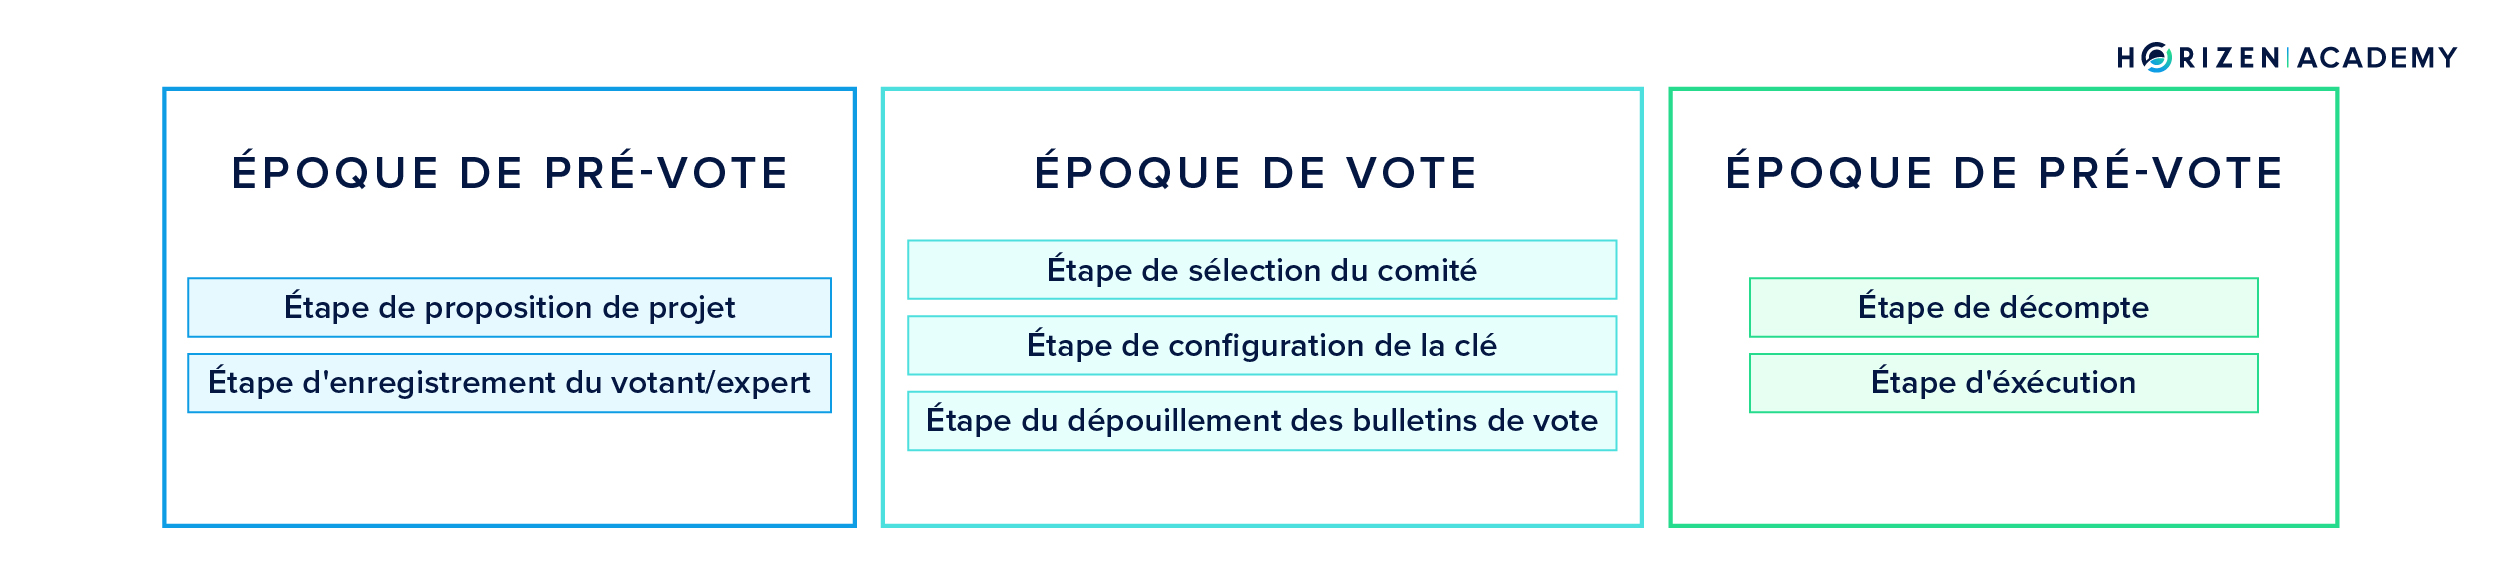 HORIZEN | ACADEMY
ÉPOQUE DE PRÉ-VOTE
Étape de proposition de projet
Étape d'enregistrement du votant/expert
ÉPOQUE DE VOTE
Étape de sélection du comité
Étape de configuration de la clé
Étape du dépouillement des bulletins de vote
ÉPOQUE DE PRÉ-VOTE
Étape de décompte
Étape d'éxécution